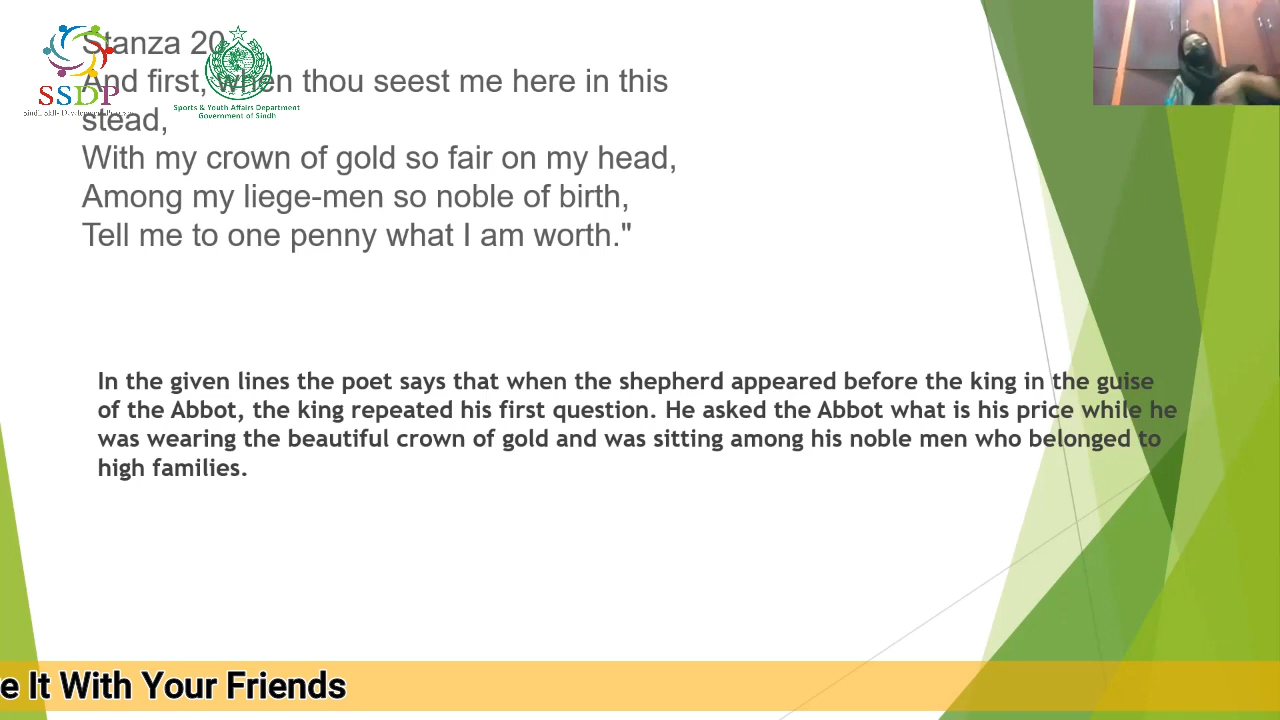 Stanza 20
And first, when thou seest me here in this
stead,
With my crown of gold so fair on my head,
Among my liege-men so noble of birth,
Tell me to one penny what I am worth."
SSDP
Sports & Youth Affairs Department
Government of Sindh
In the given lines the poet says that when the shepherd appeared before the king in the guise
of the Abbot, the king repeated his first question. He asked the Abbot what is his price while he
was wearing the beautiful crown of gold and was sitting among his noble men who belonged to
high families.
e It With Your Friends